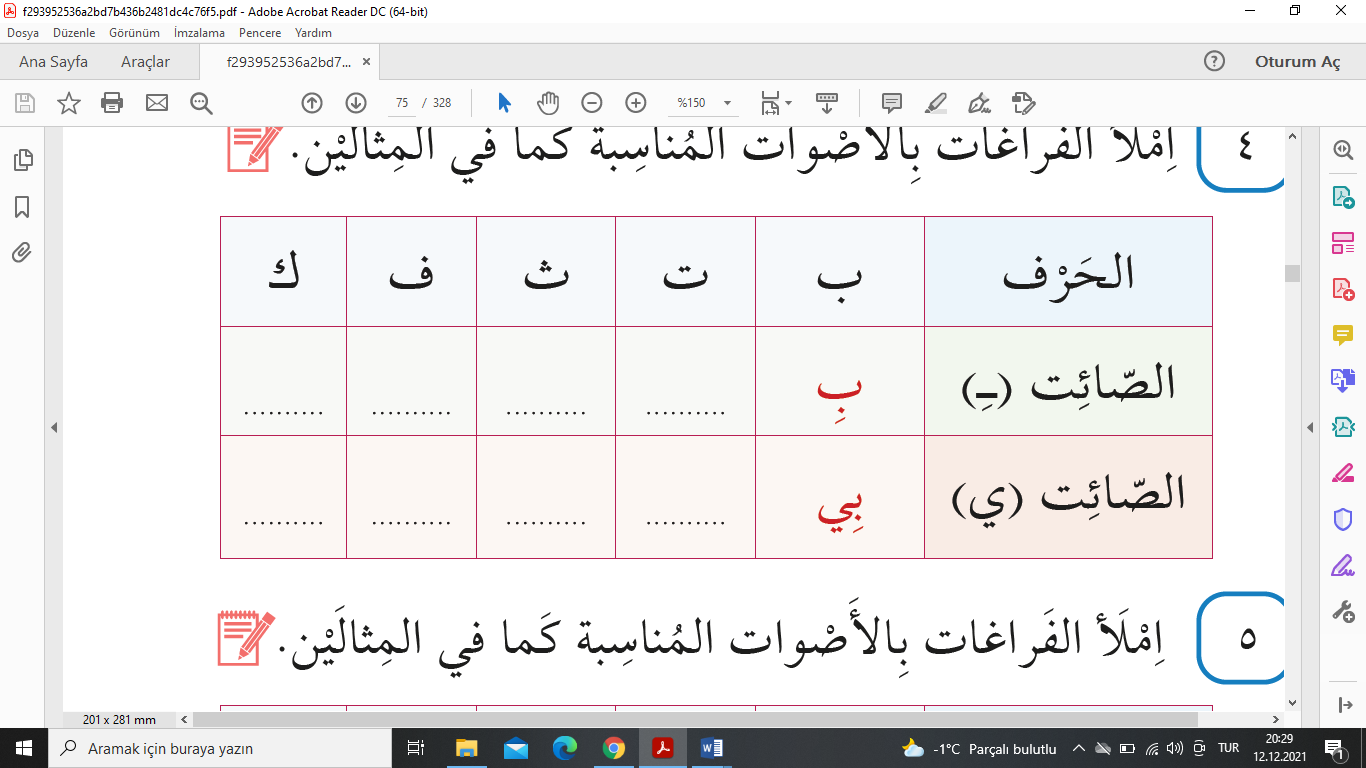 f293952536a2bd7b436b2481dc4c76f5.pdf - Adobe Acrobat Reader DC (64-bit)
Dosya Düzenle Görünüm İmzalama Pencere Yardım
Ana Sayfa Araçlar f293952536a2bd7... × Oturum Aç
75 / 328 %150
٤ اِمْلَأ الفَراغات بِالأَصْوات المُناسِبة كَما في المِثالَيْن.
الحَرْف ب ت ث ف ك
الصّائِت (ـِ) بِ .......... .......... .......... ..........
الصّائِت (ي) بِي .......... .......... .......... ..........
٥ اِمْلَأ الفَراغات بِالأَصْوات المُناسِبة كَما في المِثالَيْن.
201 x 281 mm
Aramak için buraya yazın -1°C Parçalı bulutlu TUR 20:29
12.12.2021 1